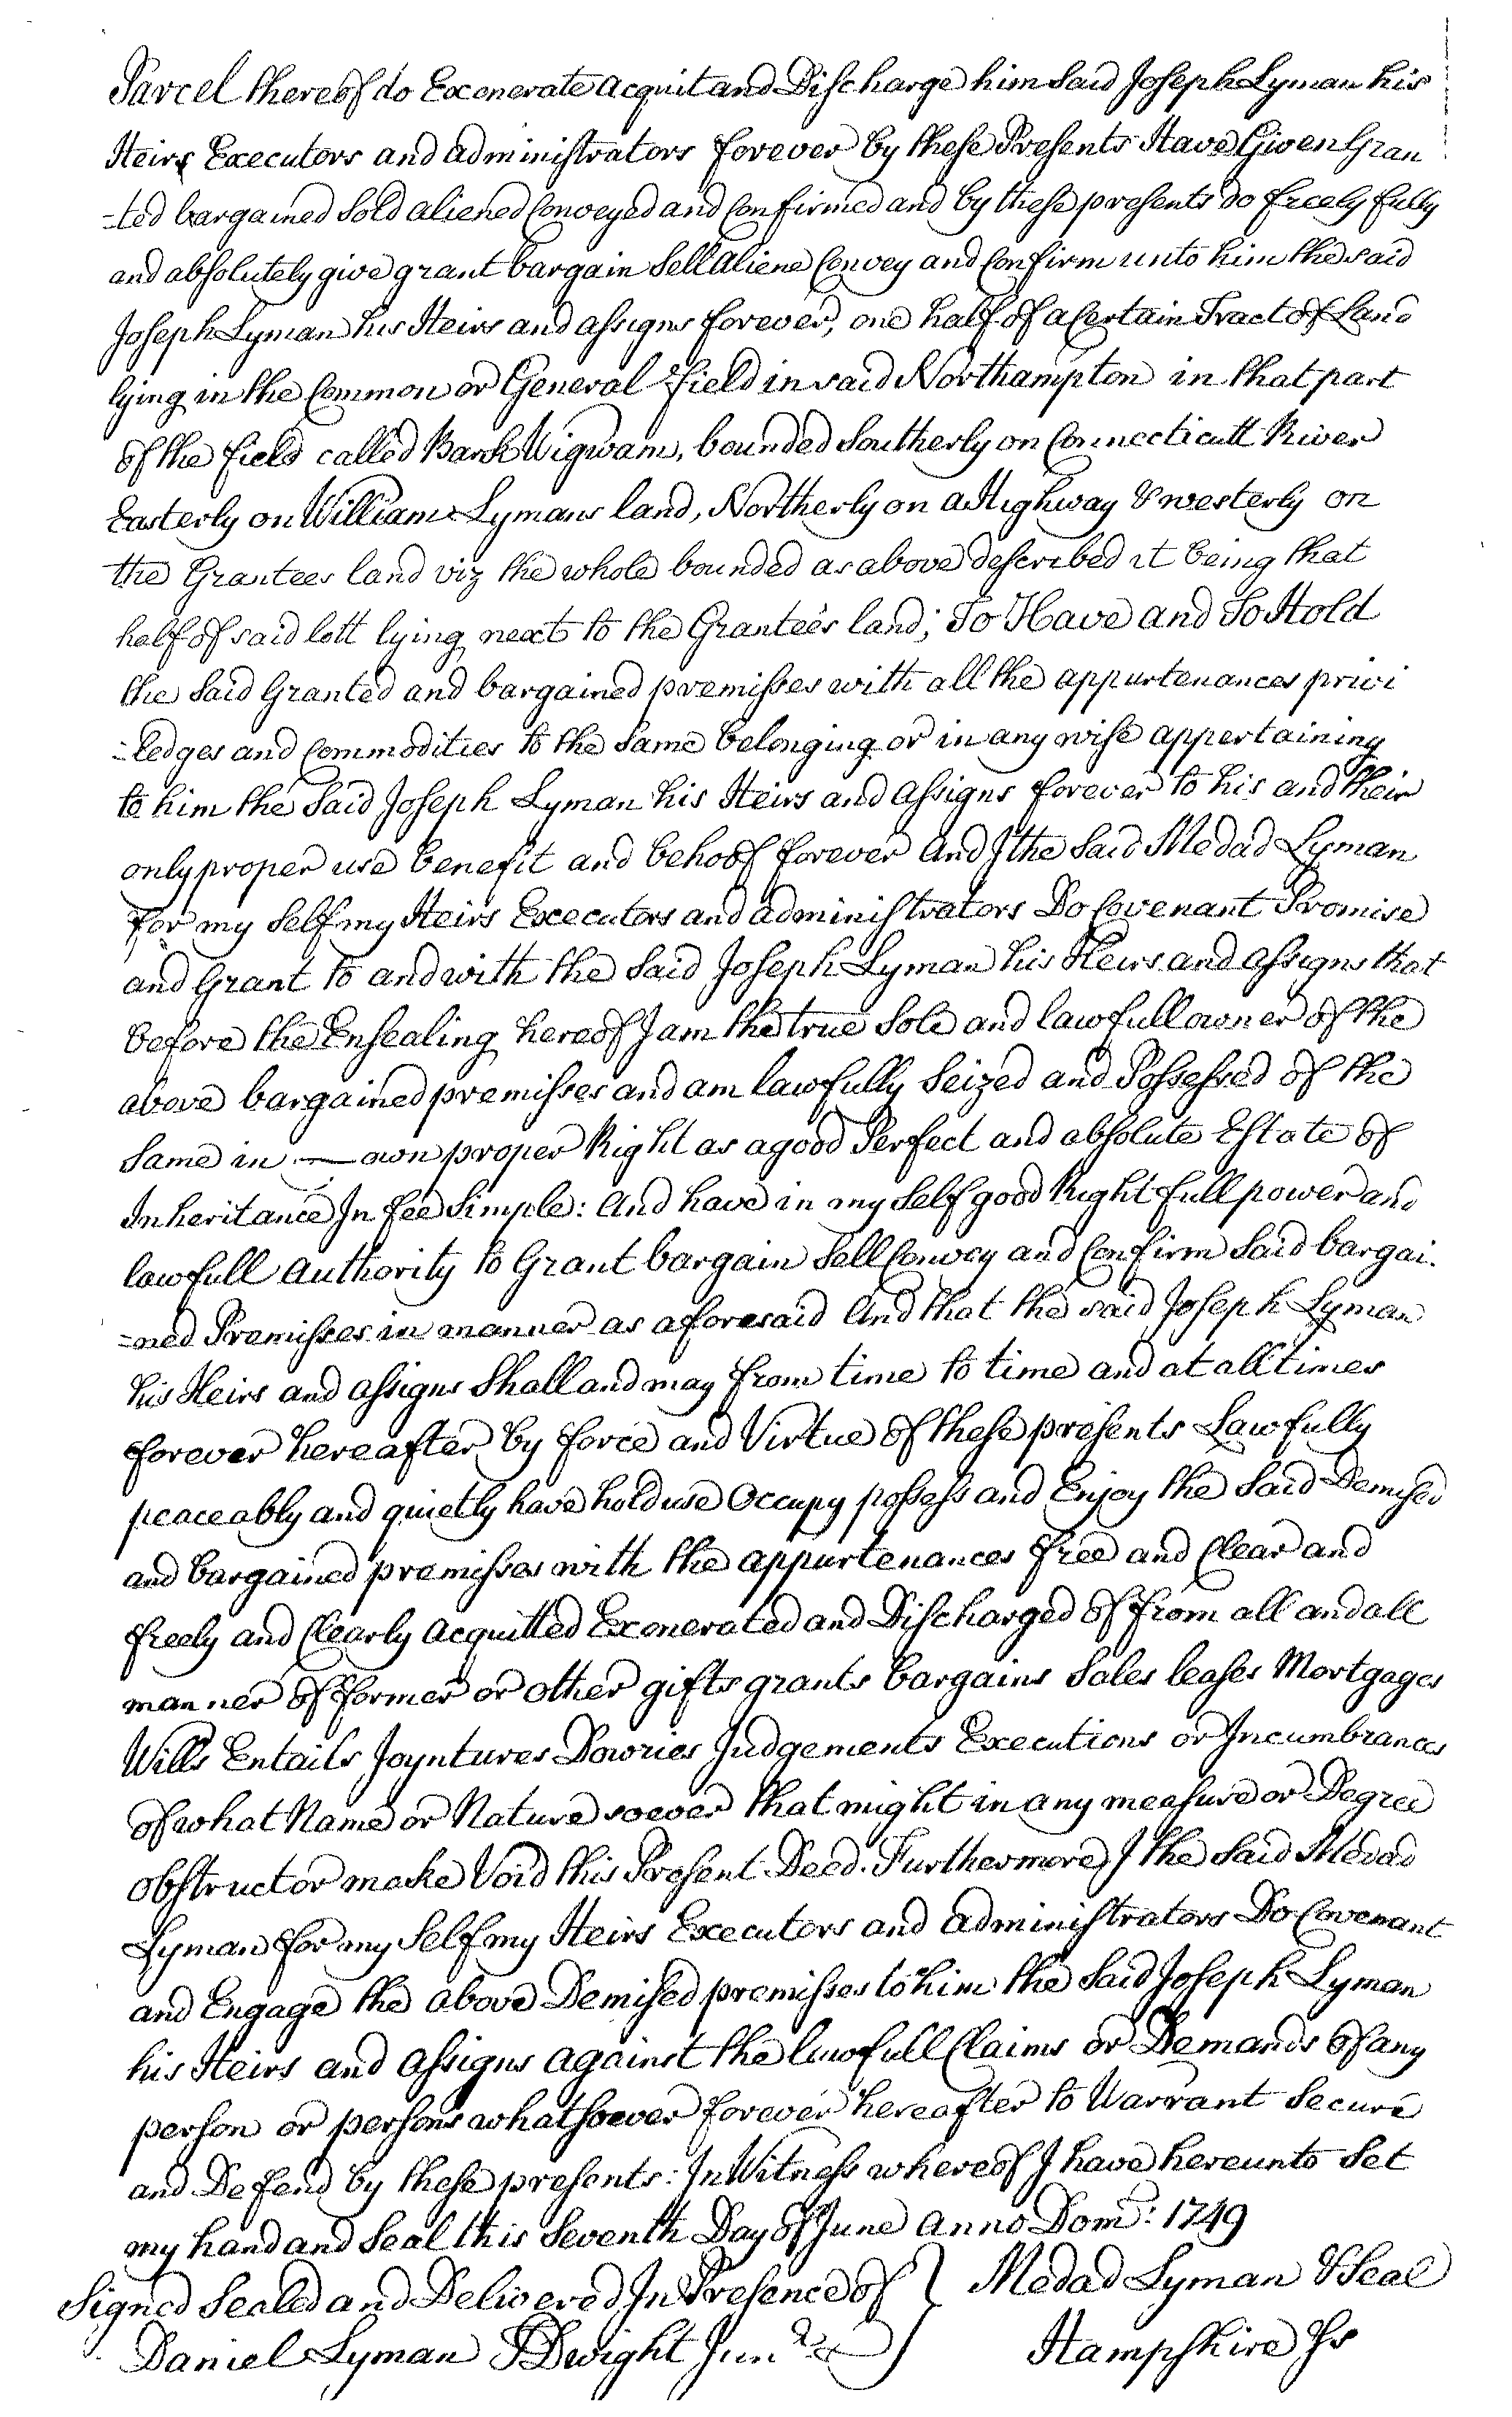 Parcel thereof do Exonerate acquit and Discharge him said Joseph Lyman his
Heirs Executors and administrators forever by these Presents Have Given Gran
=ted bargained Sold aliened Conveyed and Confirmed and by these presents do freely fully
and absolutely give grant bargain Sell Aliene Convey and Confirm unto him the said
Joseph Lyman his Heirs and assigns forever, one half of a Certain Tract of Land
lying in the Common or General Field in said Northampton in that part
of the field called Bark Wigwam, bounded Southerly on Connecticutt River
Easterly on William Lymans land, Northerly on a Highway & westerly on
the Grantees land viz the whole bounded as above described it being that
half of said lott lying next to the Grantees land; To Have and To Hold
the Said Granted and bargained premisses with all the appurtenances privi
=ledges and Commodities to the Same belonging or in any wise appertaining
to him the Said Joseph Lyman his Heirs and assigns forever to his and their
only proper use benefit and behoof forever And I the Said Medad Lyman
for my Self my Heirs Executors and administrators Do Covenant Promise
and Grant to and with the Said Joseph Lyman his Heirs and assigns that
before the Ensealing hereof I am the true Sole and lawfull owner of the
above bargained premisses and am lawfully Seized and Possessed of the
Same in — own proper Right as a good Perfect and absolute Estate of
Inheritance In fee Simple: And have in my Self good Right full power and
lawfull Authority to Grant bargain Sell Convey and Confirm Said bargai.
=ned Premisses in manner as aforesaid And that the said Joseph Lyman
his Heirs and assigns Shall and may from time to time and at all times
forever hereafter by force and Virtue of these presents Lawfully
peaceably and quietly have hold use Occupy possess and Enjoy the Said Demised
and bargained premisses with the appurtenances free and Clear and
freely and Clearly acquitted Exonerated and Discharged of from all and all
manner of former or other gifts grants bargains Sales leases Mortgages
Wills Entails Joyntures Dowries Judgements Executions or Incumbrances
of what Name or Nature soever that might in any measure or Degree
obstruct or make Void this Present Deed. Furthermore I the Said Medad
Lyman for my Self my Heirs Executors and administrators Do Covenant
and Engage the above Demised premisses to him the Said Joseph Lyman
his Heirs and assigns against the lawfull Claims or Demands of any
person or persons whatsoever forever hereafter to Warrant Secure
and Defend by these presents: In Witness whereof I have hereunto Set
my hand and Seal this Seventh Day of June Anno Dom: 1749
Signed Sealed and Delivered In Presence of } Medad Lyman & Seal
Daniel Lyman Dwight Junr Hampshire Ss